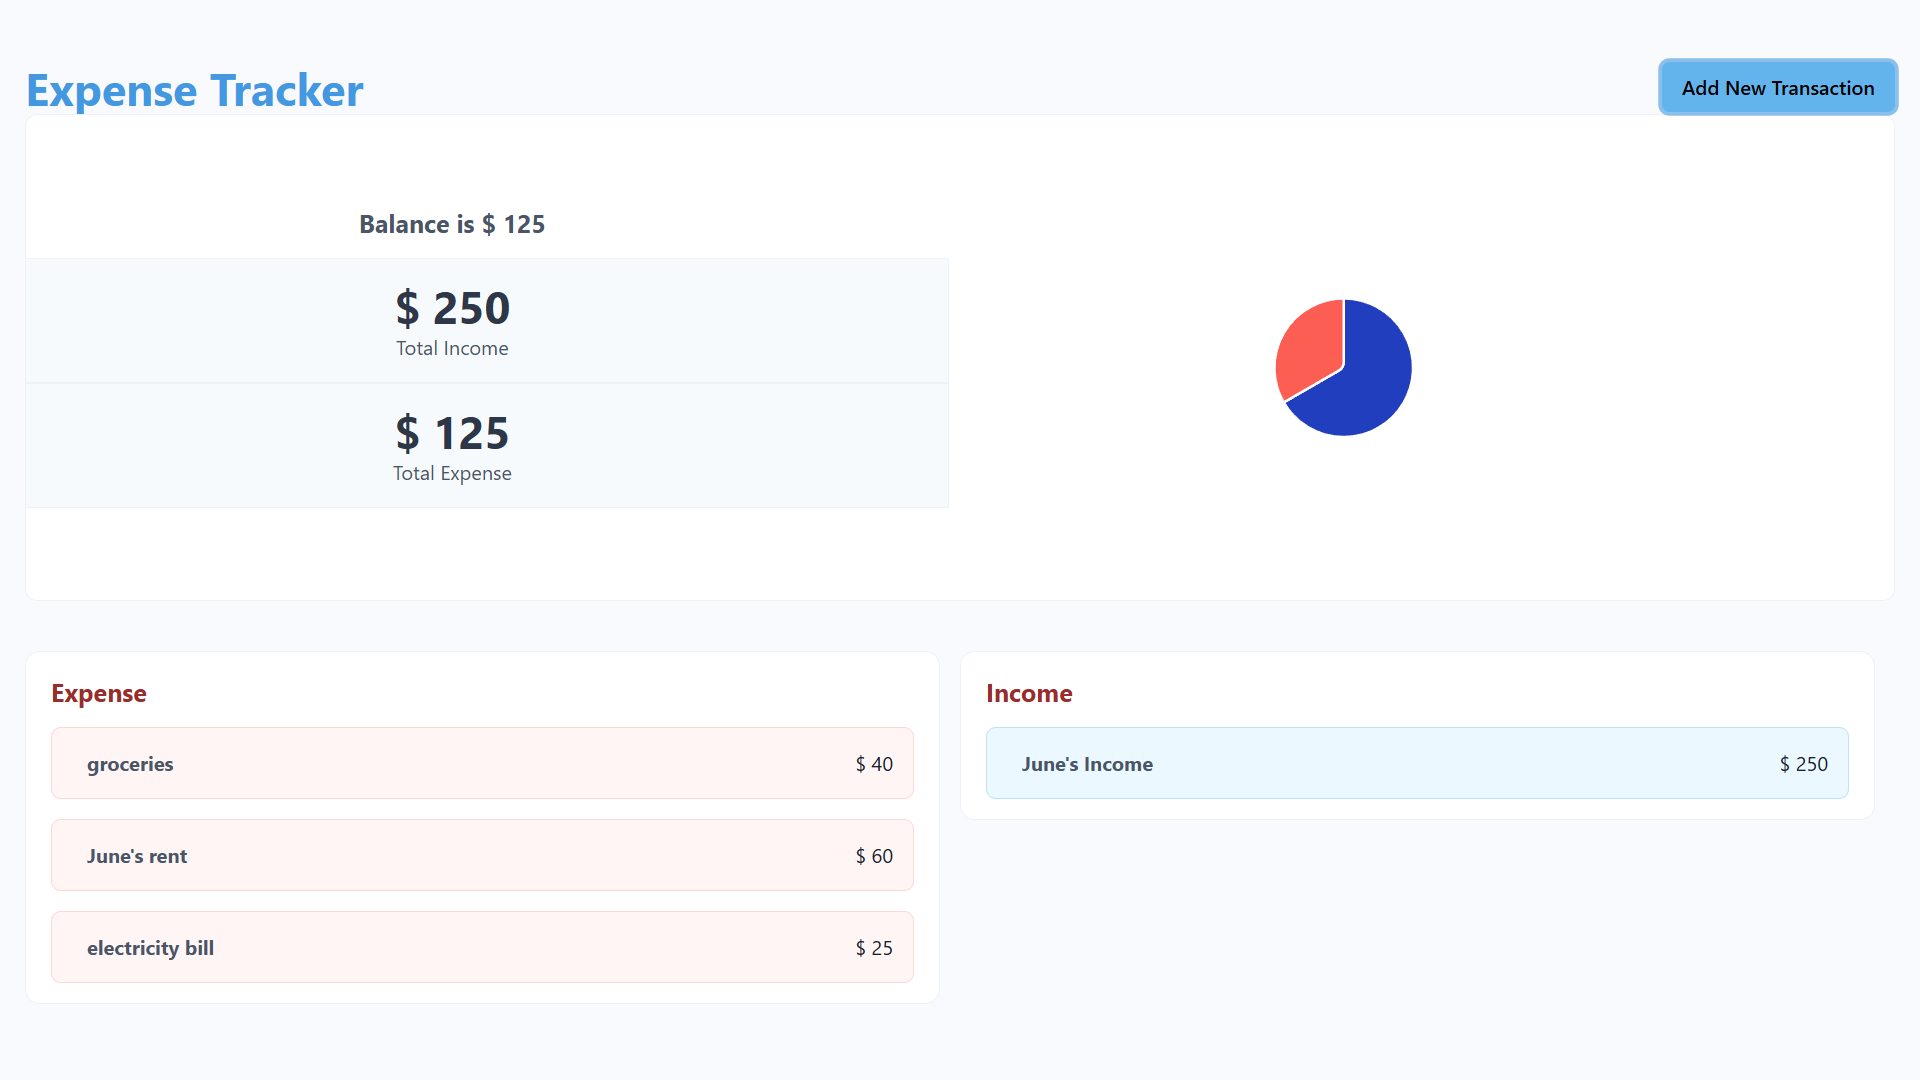 Expense Tracker
Add New Transaction
Balance is $ 125
$ 250
Total Income
$ 125
Total Expense
Expense
groceries $ 40
June's rent $ 60
electricity bill $ 25
Income
June's Income $ 250